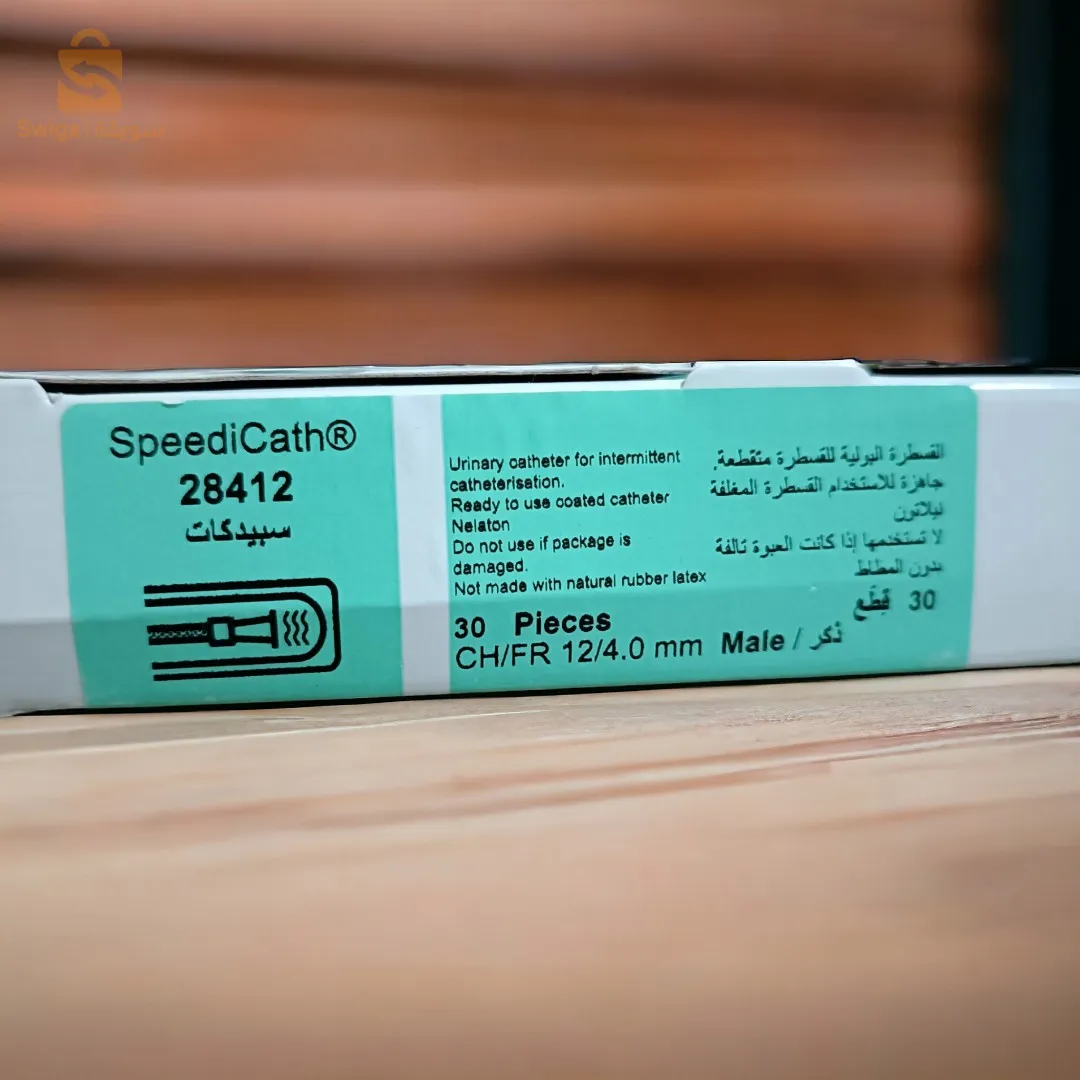 SpeediCath®
28412
سبيدكات
Urinary catheter for intermittent
catheterisation.
Ready to use coated catheter
Nelaton
Do not use if package is
damaged.
Not made with natural rubber latex
30 Pieces
CH/FR 12/4.0 mm Male / ذكر
القسطرة البولية للقسطرة متقطعة,
جاهزة للاستخدام القسطرة المغلفة
نيلاتون
لا تستخدمها إذا كانت العبوة تالفة
بدون المطاط
30 قِطَع